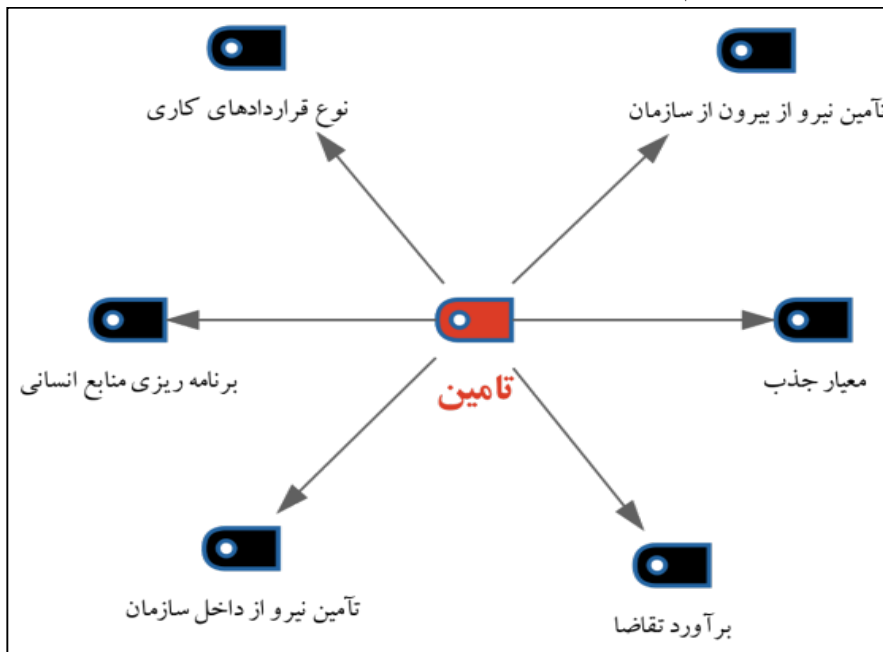 تآمین نیرو از بیرون از سازمان
نوع قراردادهای کاری
معیار جذب
تامین
برنامه ریزی منابع انسانی
تآمین نیرو از داخل سازمان
برآورد تقاضا